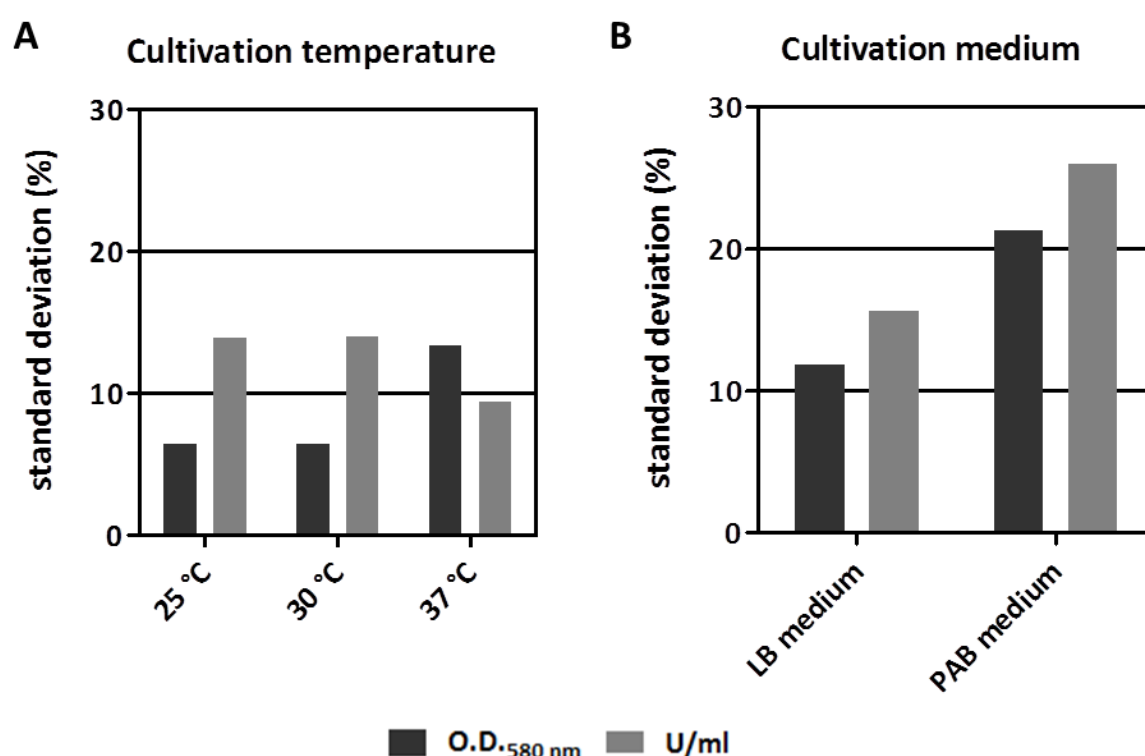 A
Cultivation temperature
standard deviation (%)
30
20
10
0
25 °C
30 °C
37 °C
B
Cultivation medium
standard deviation (%)
30
20
10
0
LB medium
PAB medium
O.D.580 nm
U/ml